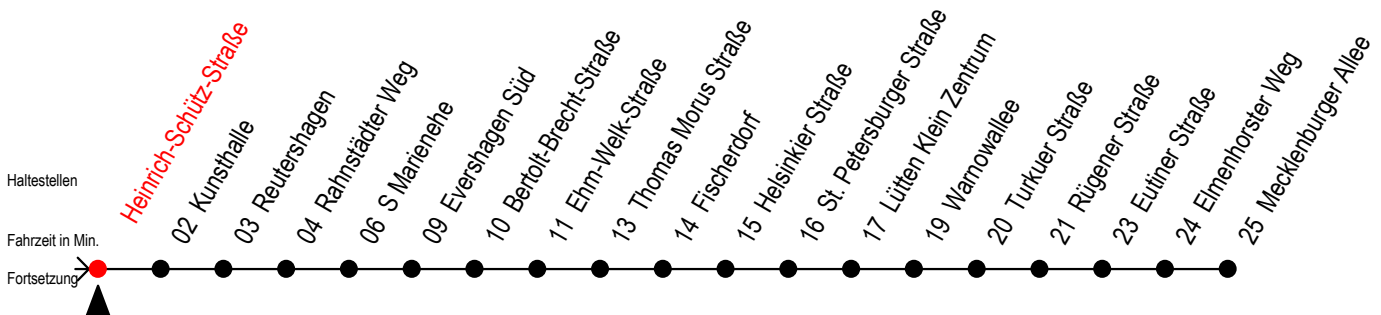 Haltestellen
Fahrzeit in Min.
Fortsetzung
Heinrich-Schütz-Straße
02 Kunsthalle
03 Reutershagen
04 Rahnstädter Weg
06 S Marienehe
09 Evershagen Süd
10 Bertolt-Brecht-Straße
11 Ehm-Welk-Straße
13 Thomas Morus Straße
14 Fischerdorf
15 Helsinkier Straße
16 St. Petersburger Straße
17 Lütten Klein Zentrum
19 Warnowallee
20 Turkuer Straße
21 Rügener Straße
23 Eutiner Straße
24 Elmenhorster Weg
25 Mecklenburger Allee